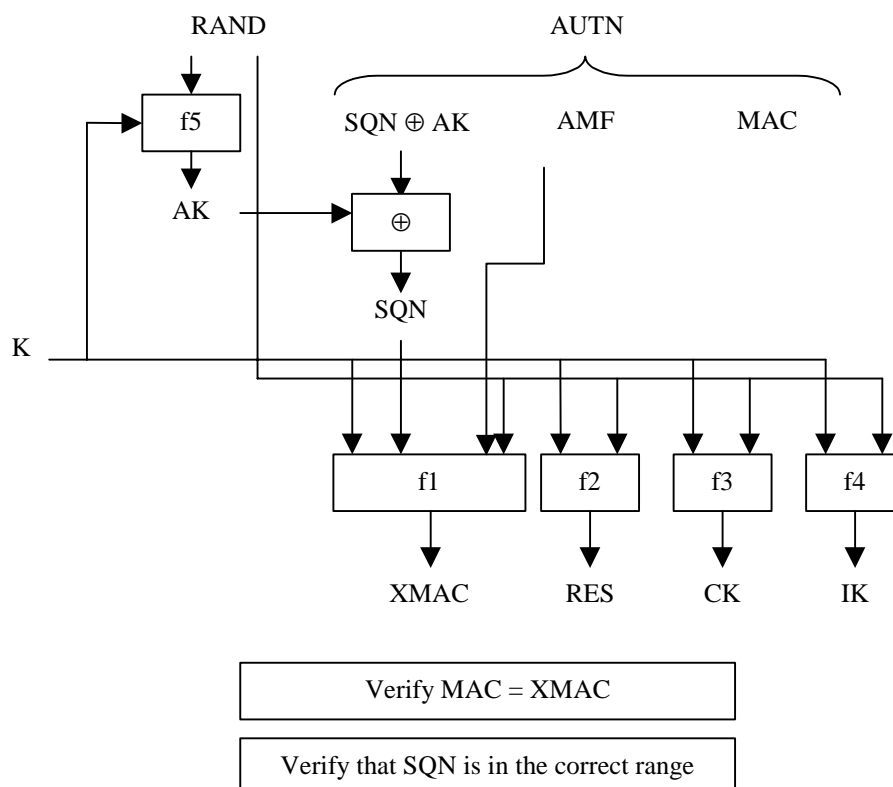 RAND AUTN
f5 SQN ⊕ AK AMF MAC
AK ⊕
SQN
K
f1 f2 f3 f4
XMAC RES CK IK
Verify MAC = XMAC
Verify that SQN is in the correct range